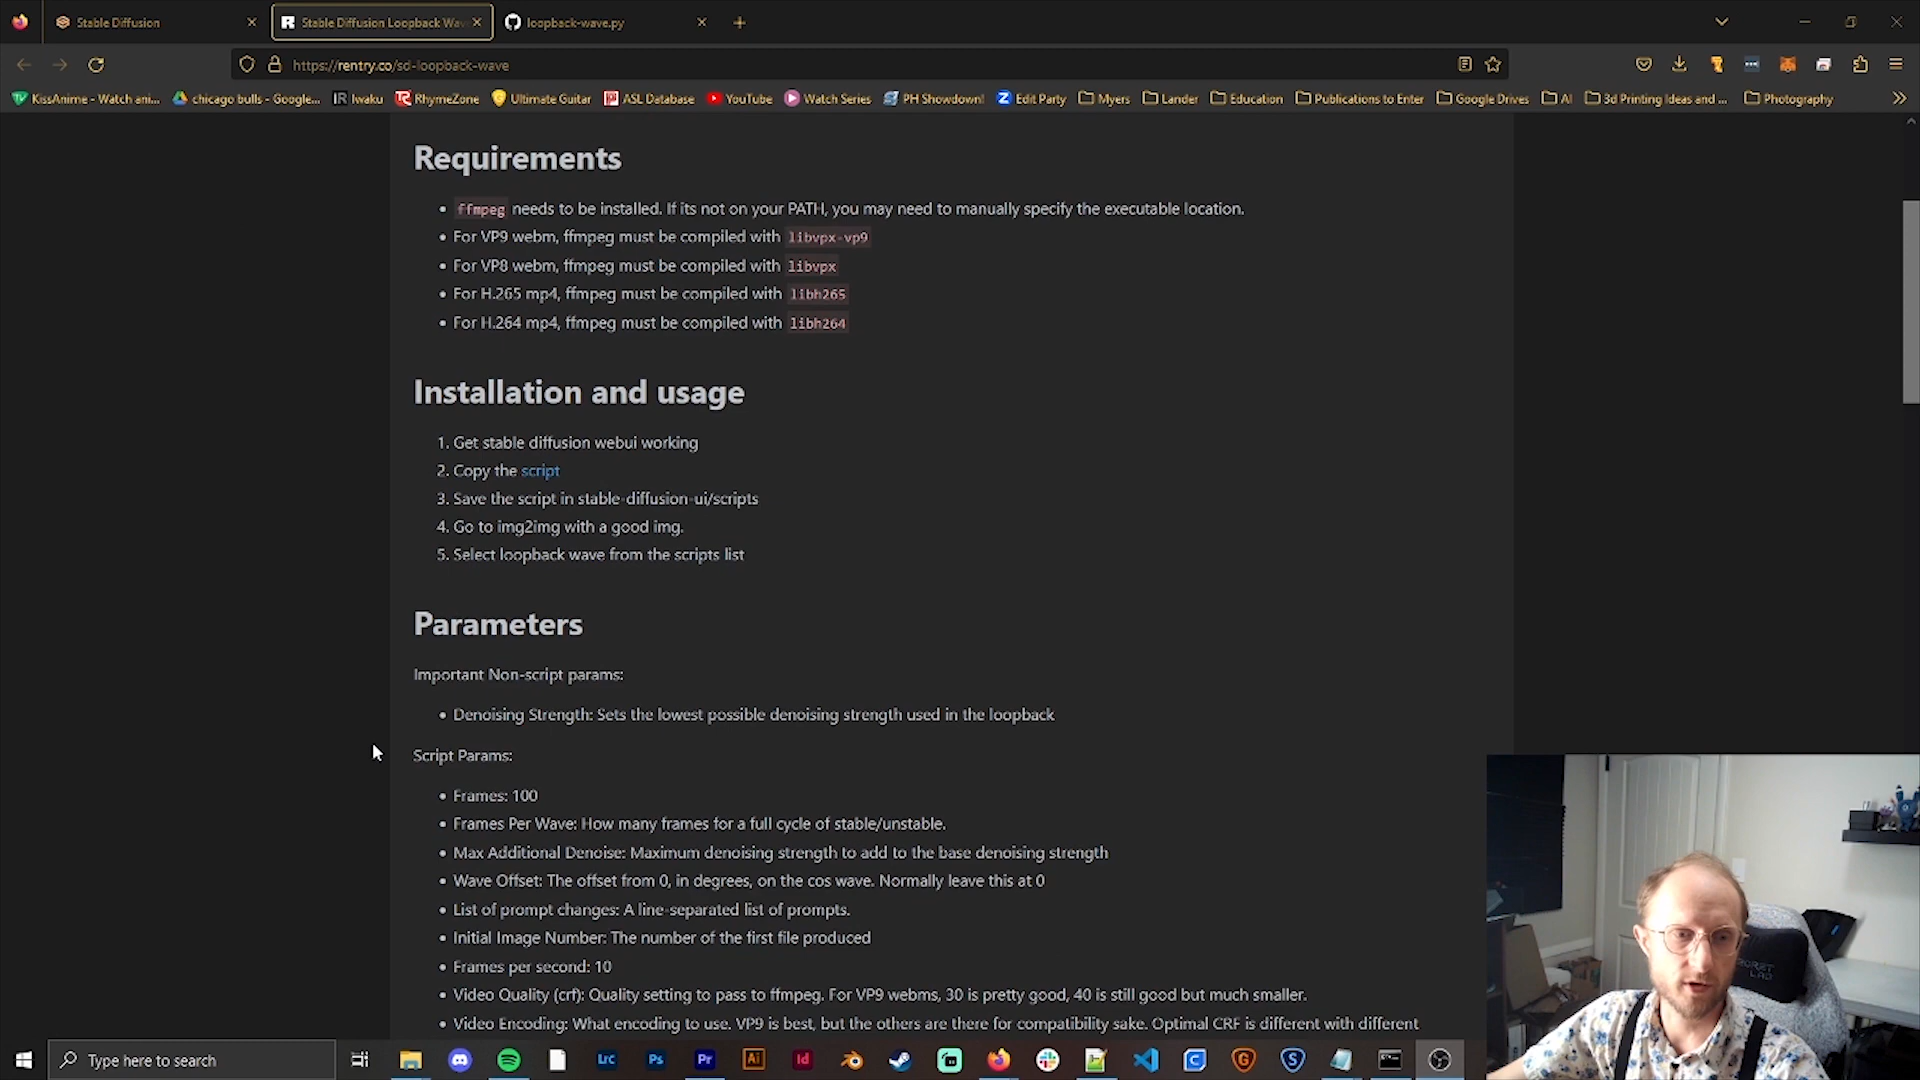 Stable Diffusion
Stable Diffusion Loopback Wav
loopback-wave.py
https://rentry.co/sd-loopback-wave
KissAnime - Watch ani...
chicago bulls - Google...
Iwaku
RhymeZone
Ultimate Guitar
ASL Database
YouTube
Watch Series
PH Showdown!
Edit Party
Myers
Lander
Education
Publications to Enter
Google Drives
AI
3d Printing Ideas and ...
Photography
Requirements
• ffmpeg needs to be installed. If its not on your PATH, you may need to manually specify the executable location.
• For VP9 webm, ffmpeg must be compiled with libvpx-vp9
• For VP8 webm, ffmpeg must be compiled with libvpx
• For H.265 mp4, ffmpeg must be compiled with libh265
• For H.264 mp4, ffmpeg must be compiled with libh264
Installation and usage
1. Get stable diffusion webui working
2. Copy the script
3. Save the script in stable-diffusion-ui/scripts
4. Go to img2img with a good img.
5. Select loopback wave from the scripts list
Parameters
Important Non-script params:
• Denoising Strength: Sets the lowest possible denoising strength used in the loopback
Script Params:
• Frames: 100
• Frames Per Wave: How many frames for a full cycle of stable/unstable.
• Max Additional Denoise: Maximum denoising strength to add to the base denoising strength
• Wave Offset: The offset from 0, in degrees, on the cos wave. Normally leave this at 0
• List of prompt changes: A line-separated list of prompts.
• Initial Image Number: The number of the first file produced
• Frames per second: 10
• Video Quality (crf): Quality setting to pass to ffmpeg. For VP9 webms, 30 is pretty good, 40 is still good but much smaller.
• Video Encoding: What encoding to use. VP9 is best, but the others are there for compatibility sake. Optimal CRF is different with different
Type here to search
Lrc
Ps
Pr
Ai
Id